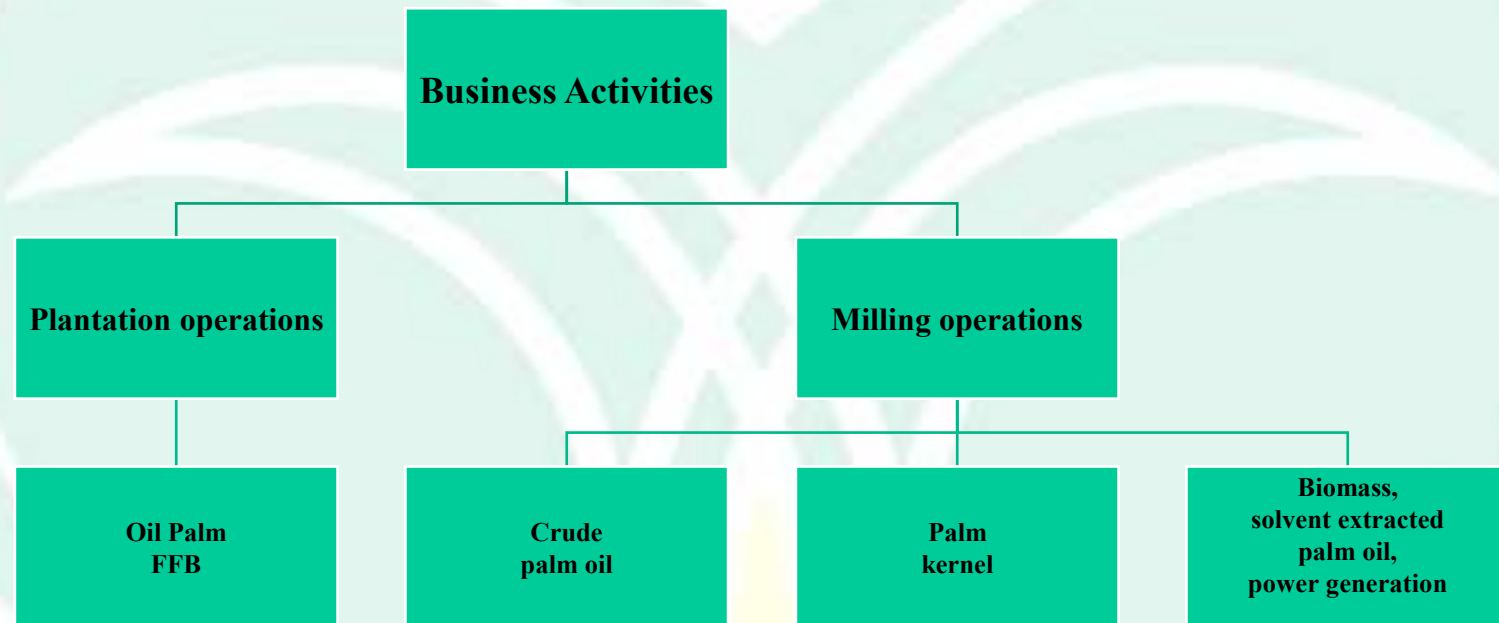 Business Activities
Plantation operations
Milling operations
Oil Palm
FFB
Crude
palm oil
Palm
kernel
Biomass,
solvent extracted
palm oil,
power generation